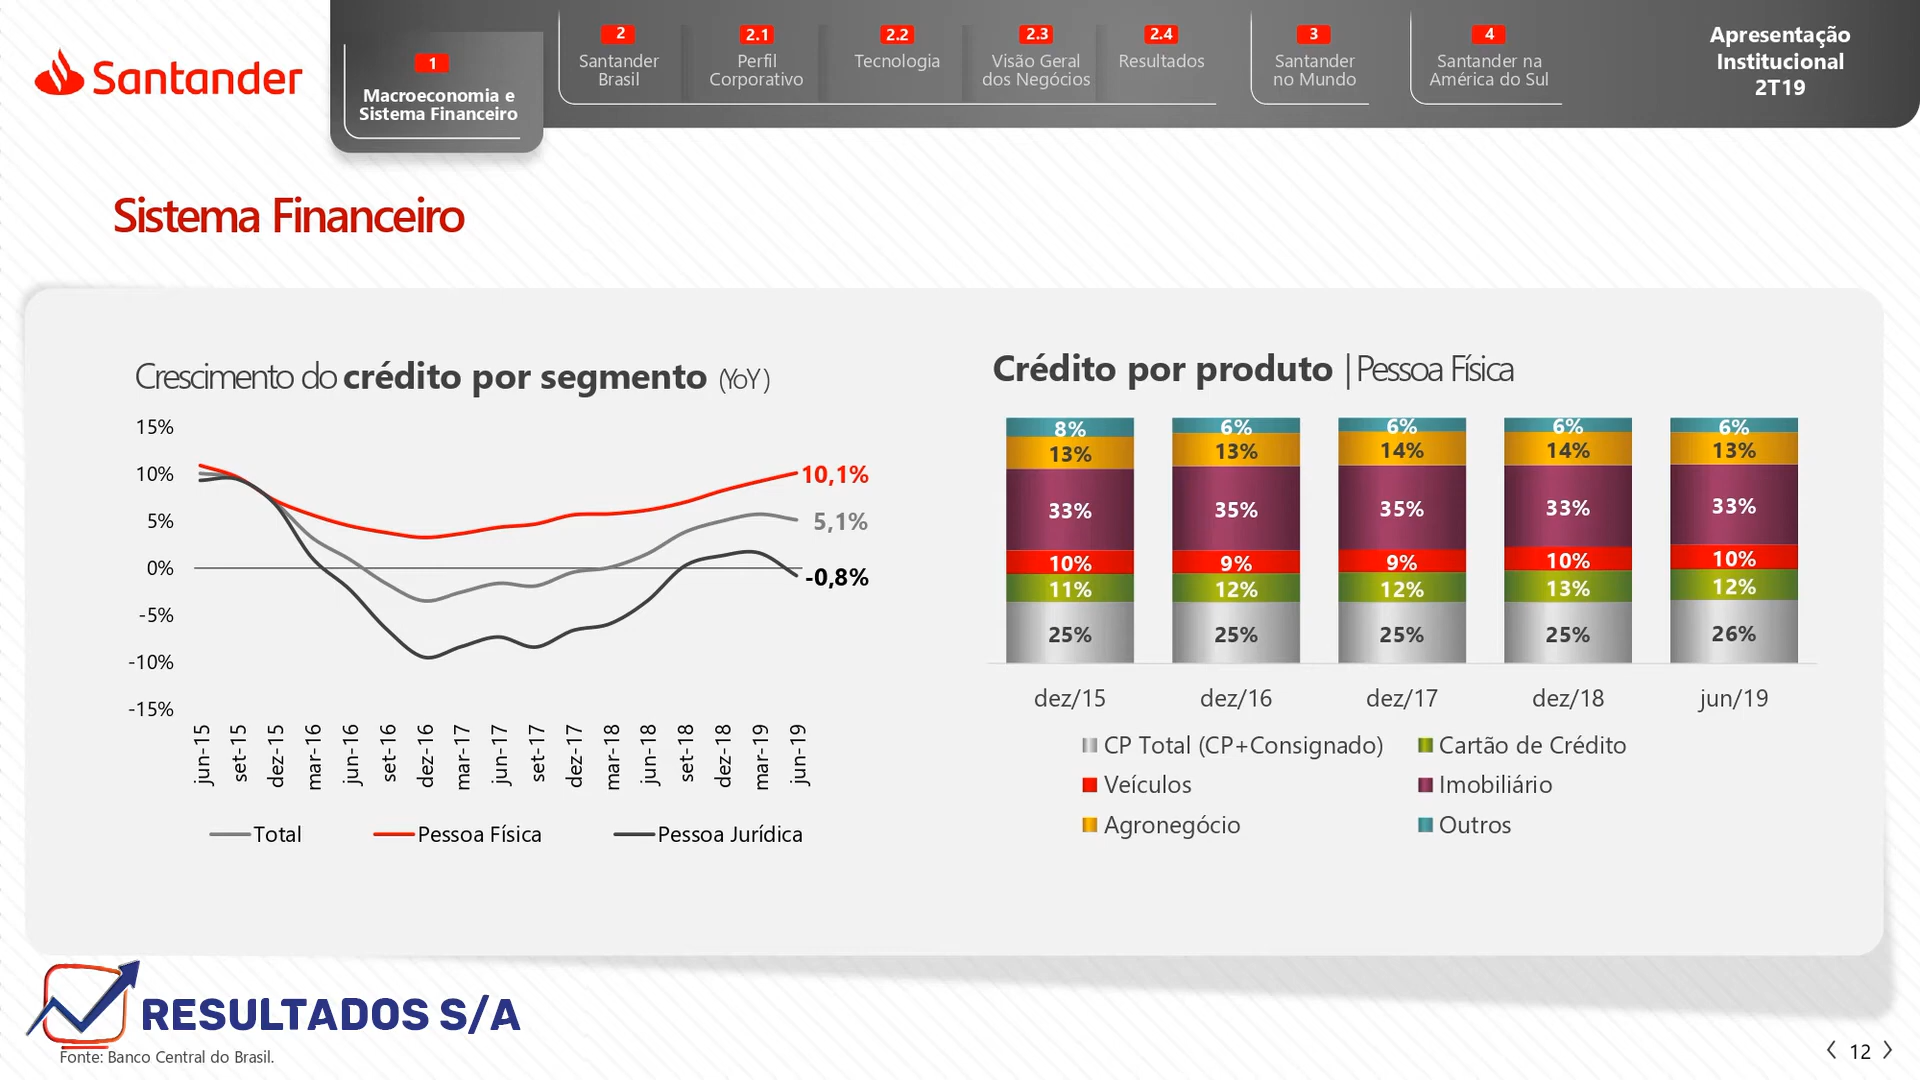 Santander
1
Macroeconomia e
Sistema Financeiro
2
Santander
Brasil
2.1
Perfil
Corporativo
2.2
Tecnologia
2.3
Visão Geral
dos Negócios
2.4
Resultados
3
Santander
no Mundo
4
Santander na
América do Sul
Apresentação
Institucional
2T19
Sistema Financeiro
Crescimento do crédito por segmento (YoY)
15%
10%
5%
0%
-5%
-10%
-15%
10,1%
5,1%
-0,8%
jun-15
set-15
dez-15
mar-16
jun-16
set-16
dez-16
mar-17
jun-17
set-17
dez-17
mar-18
jun-18
set-18
dez-18
mar-19
jun-19
Total
Pessoa Física
Pessoa Jurídica
Crédito por produto | Pessoa Física
8% 6% 6% 6% 6%
13% 13% 14% 14% 13%
33% 35% 35% 33% 33%
10% 9% 9% 10% 10%
11% 12% 12% 13% 12%
25% 25% 25% 25% 26%
dez/15 dez/16 dez/17 dez/18 jun/19
CP Total (CP+Consignado) Cartão de Crédito
Veículos Imobiliário
Agronegócio Outros
RESULTADOS S/A
Fonte: Banco Central do Brasil.
12